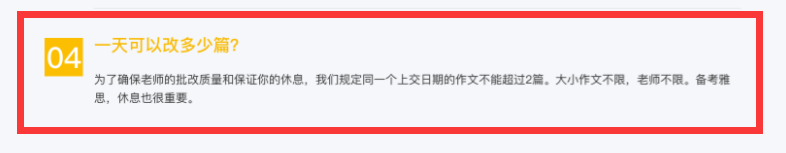 04
一天可以改多少篇?
为了确保老师的批改质量和保证你的休息，我们规定同一个上交日期的作文不能超过2篇。大小作文不限，老师不限。备考雅
思，休息也很重要。